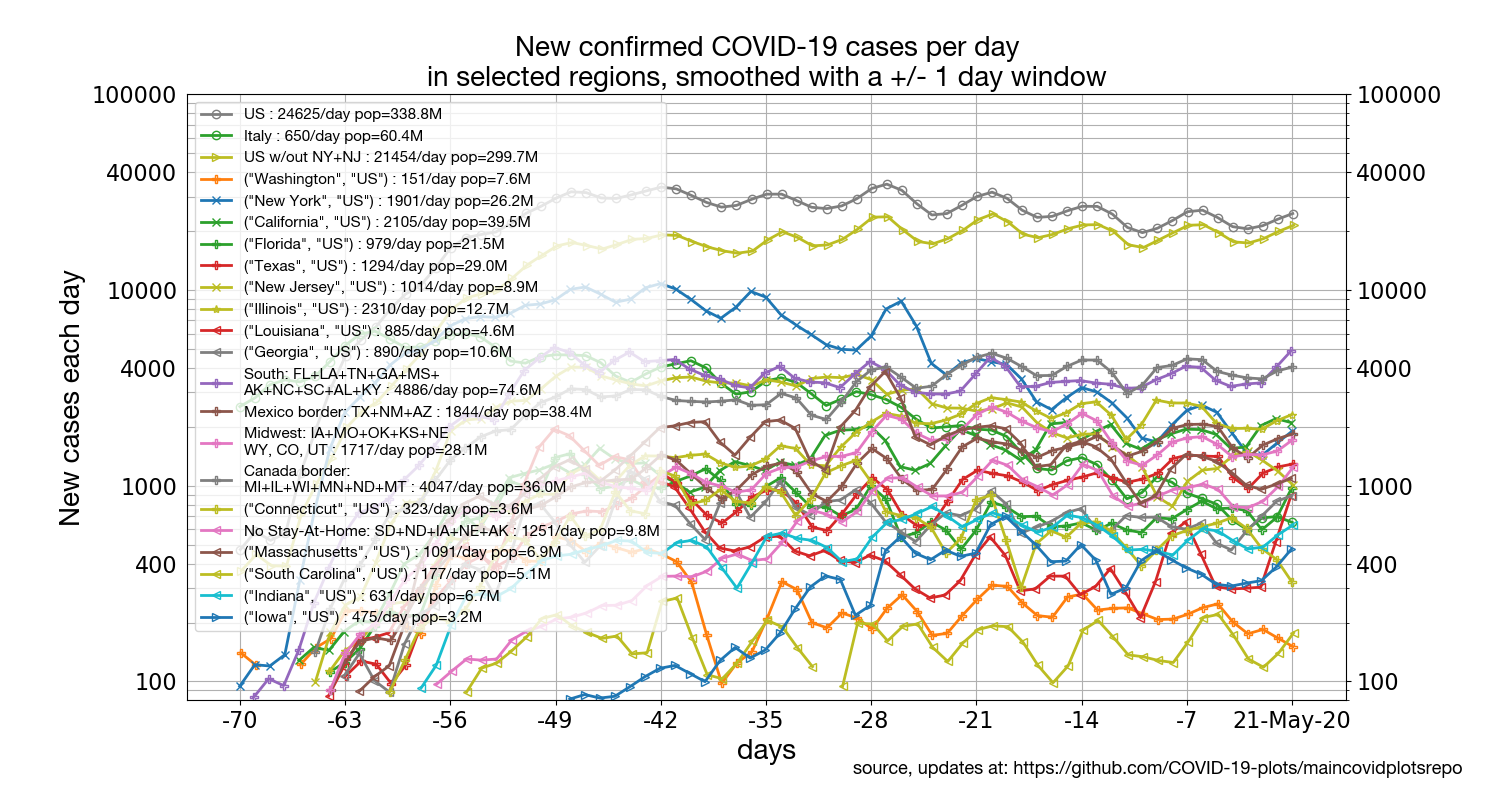 New confirmed COVID-19 cases per day
in selected regions, smoothed with a +/- 1 day window
New cases each day
100000
40000
10000
4000
1000
400
100
100000
40000
10000
4000
1000
400
100
US : 24625/day pop=338.8M
Italy : 650/day pop=60.4M
US w/out NY+NJ : 21454/day pop=299.7M
("Washington", "US") : 151/day pop=7.6M
("New York", "US") : 1901/day pop=26.2M
("California", "US") : 2105/day pop=39.5M
("Florida", "US") : 979/day pop=21.5M
("Texas", "US") : 1294/day pop=29.0M
("New Jersey", "US") : 1014/day pop=8.9M
("Illinois", "US") : 2310/day pop=12.7M
("Louisiana", "US") : 885/day pop=4.6M
("Georgia", "US") : 890/day pop=10.6M
South: FL+LA+TN+GA+MS+
AK+NC+SC+AL+KY : 4886/day pop=74.6M
Mexico border: TX+NM+AZ : 1844/day pop=38.4M
Midwest: IA+MO+OK+KS+NE
WY, CO, UT : 1717/day pop=28.1M
Canada border:
MI+IL+WI+MN+ND+MT : 4047/day pop=36.0M
("Connecticut", "US") : 323/day pop=3.6M
No Stay-At-Home: SD+ND+IA+NE+AK : 1251/day pop=9.8M
("Massachusetts", "US") : 1091/day pop=6.9M
("South Carolina", "US") : 177/day pop=5.1M
("Indiana", "US") : 631/day pop=6.7M
("Iowa", "US") : 475/day pop=3.2M
-70 -63 -56 -49 -42 -35 -28 -21 -14 -7 21-May-20
days
source, updates at: https://github.com/COVID-19-plots/maincovidplotsrepo